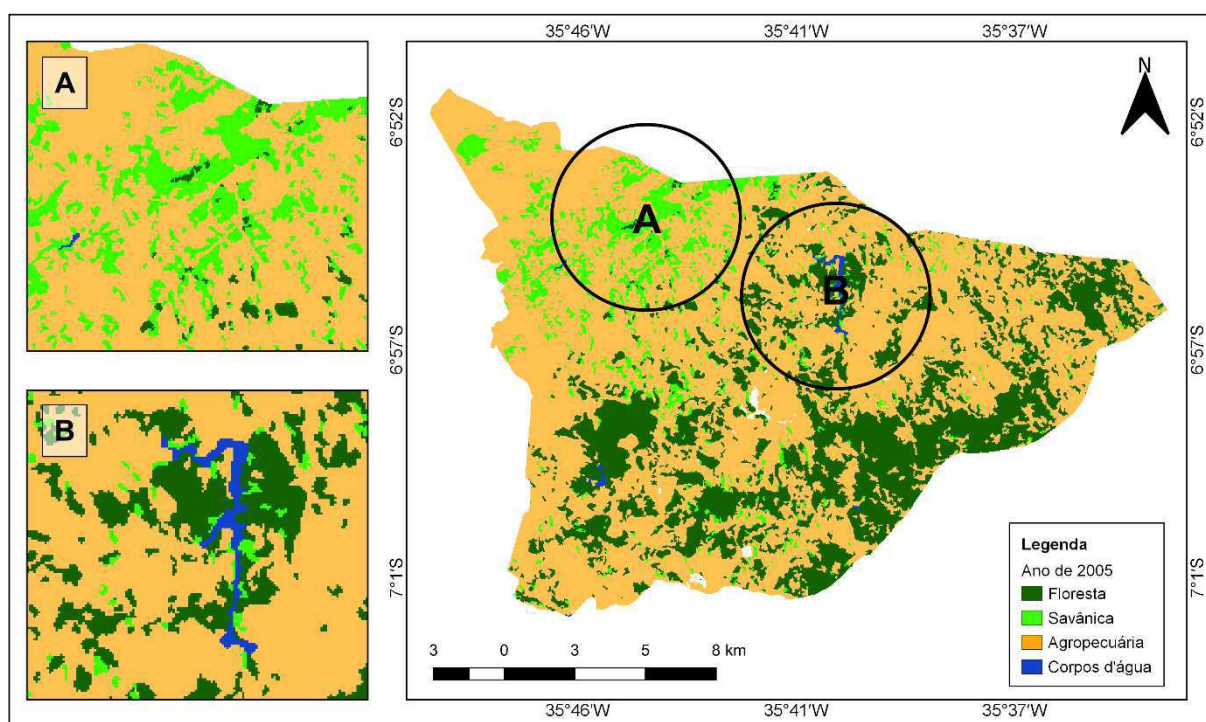 A
B
35°46'W 35°41'W 35°37'W
N
6°52'S
6°57'S
7°1'S
A
B
6°52'S
6°57'S
7°1'S
Legenda
Ano de 2005
Floresta
Savânica
Agropecuária
Corpos d'água
3 0 3 5 8 km
35°46'W 35°41'W 35°37'W